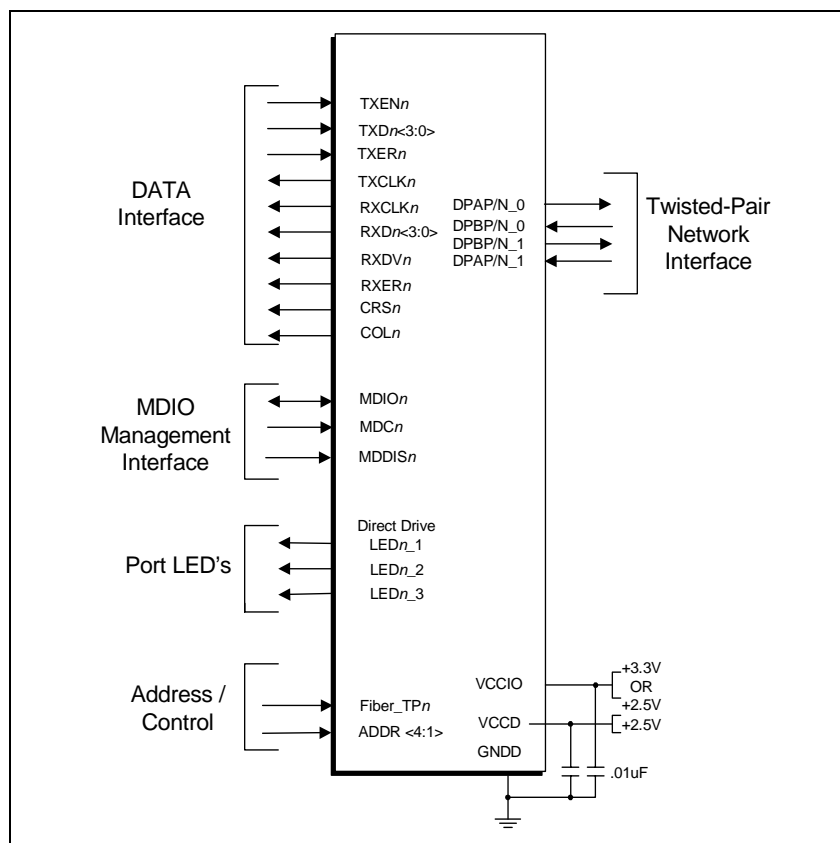 DATA
Interface
TXENn
TXDn<3:0>
TXERn
TXCLKn
RXCLKn
RXDn<3:0>
RXDVn
RXERn
CRSn
COLn
DPAP/N_0
DPBP/N_0
DPBP/N_1
DPAP/N_1
Twisted-Pair
Network
Interface
MDIO
Management
Interface
MDIOn
MDCn
MDDISn
Port LED's
Direct Drive
LEDn_1
LEDn_2
LEDn_3
Address /
Control
Fiber_TPn
ADDR <4:1>
VCCIO
VCCD
GNDD
+3.3V
OR
+2.5V
+2.5V
.01uF